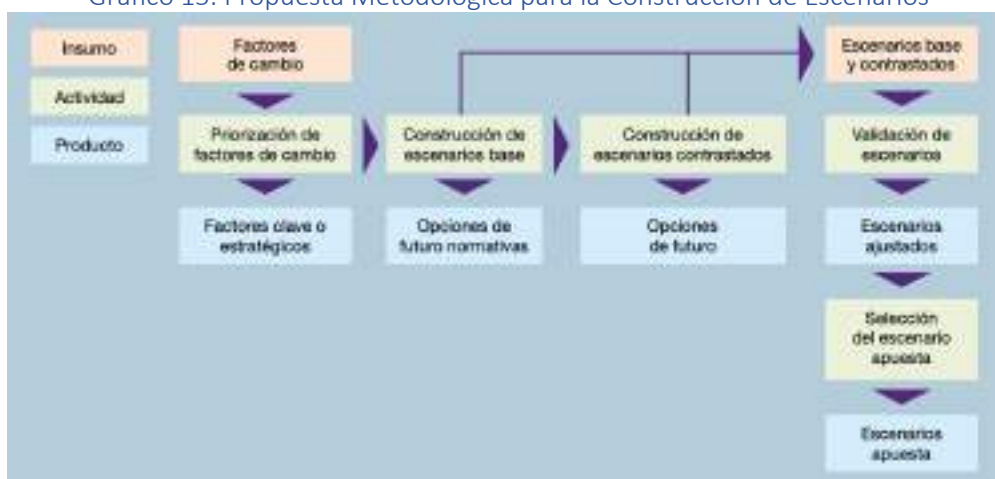 Gráfico 13. Propuesta Metodológica para la Construcción de Escenarios
Insumo
Actividad
Producto
Factores
de cambio
Priorización de
factores de cambio
Factores clave o
estratégicos
Construcción de
escenarios base
Opciones de
futuro normativas
Construcción de
escenarios contrastados
Opciones
de futuro
Escenarios base
y contrastados
Validación de
escenarios
Escenarios
ajustados
Selección
del escenario
apuesta
Escenarios
apuesta